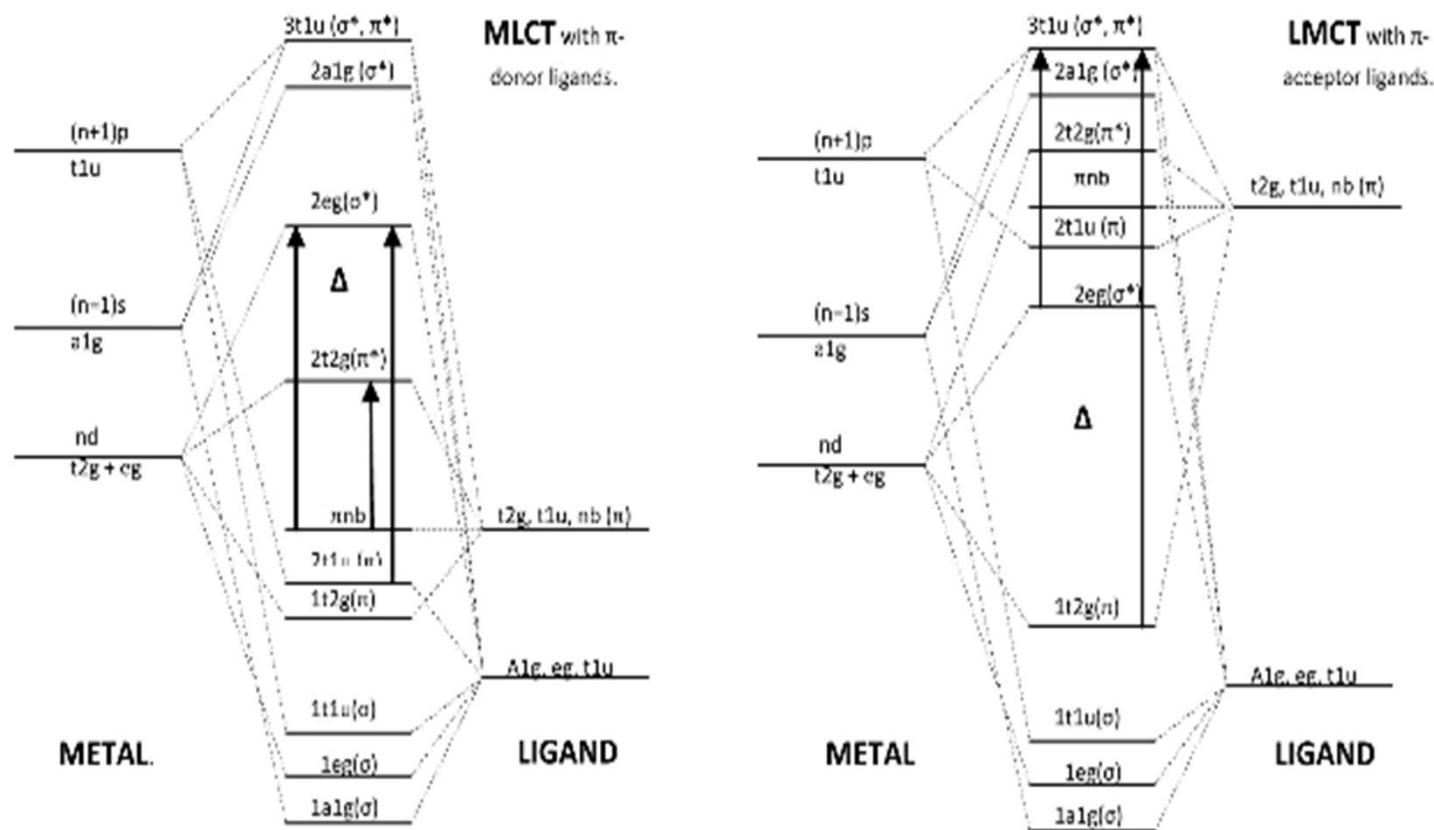 3t1u (σ*, π*)
MLCT with π-
donor ligands.
2a1g (σ*)
(n+1)p
t1u
2eg(σ*)
Δ
(n-1)s
a1g
2t2g(π*)
nd
t2g + eg
πnb
t2g, t1u, nb (π)
2t1u (π)
1t2g(π)
A1g, eg, t1u
1t1u(σ)
METAL.
LIGAND
1eg(σ)
1a1g(σ)
3t1u (σ*, π*)
LMCT with π-
acceptor ligands.
2a1g (σ*)
(n+1)p
t1u
2t2g(π*)
πnb
t2g, t1u, nb (π)
2t1u (π)
2eg(σ*)
(n-1)s
a1g
Δ
nd
t2g + eg
1t2g(π)
A1g, eg, t1u
1t1u(σ)
METAL
LIGAND
1eg(σ)
1a1g(σ)